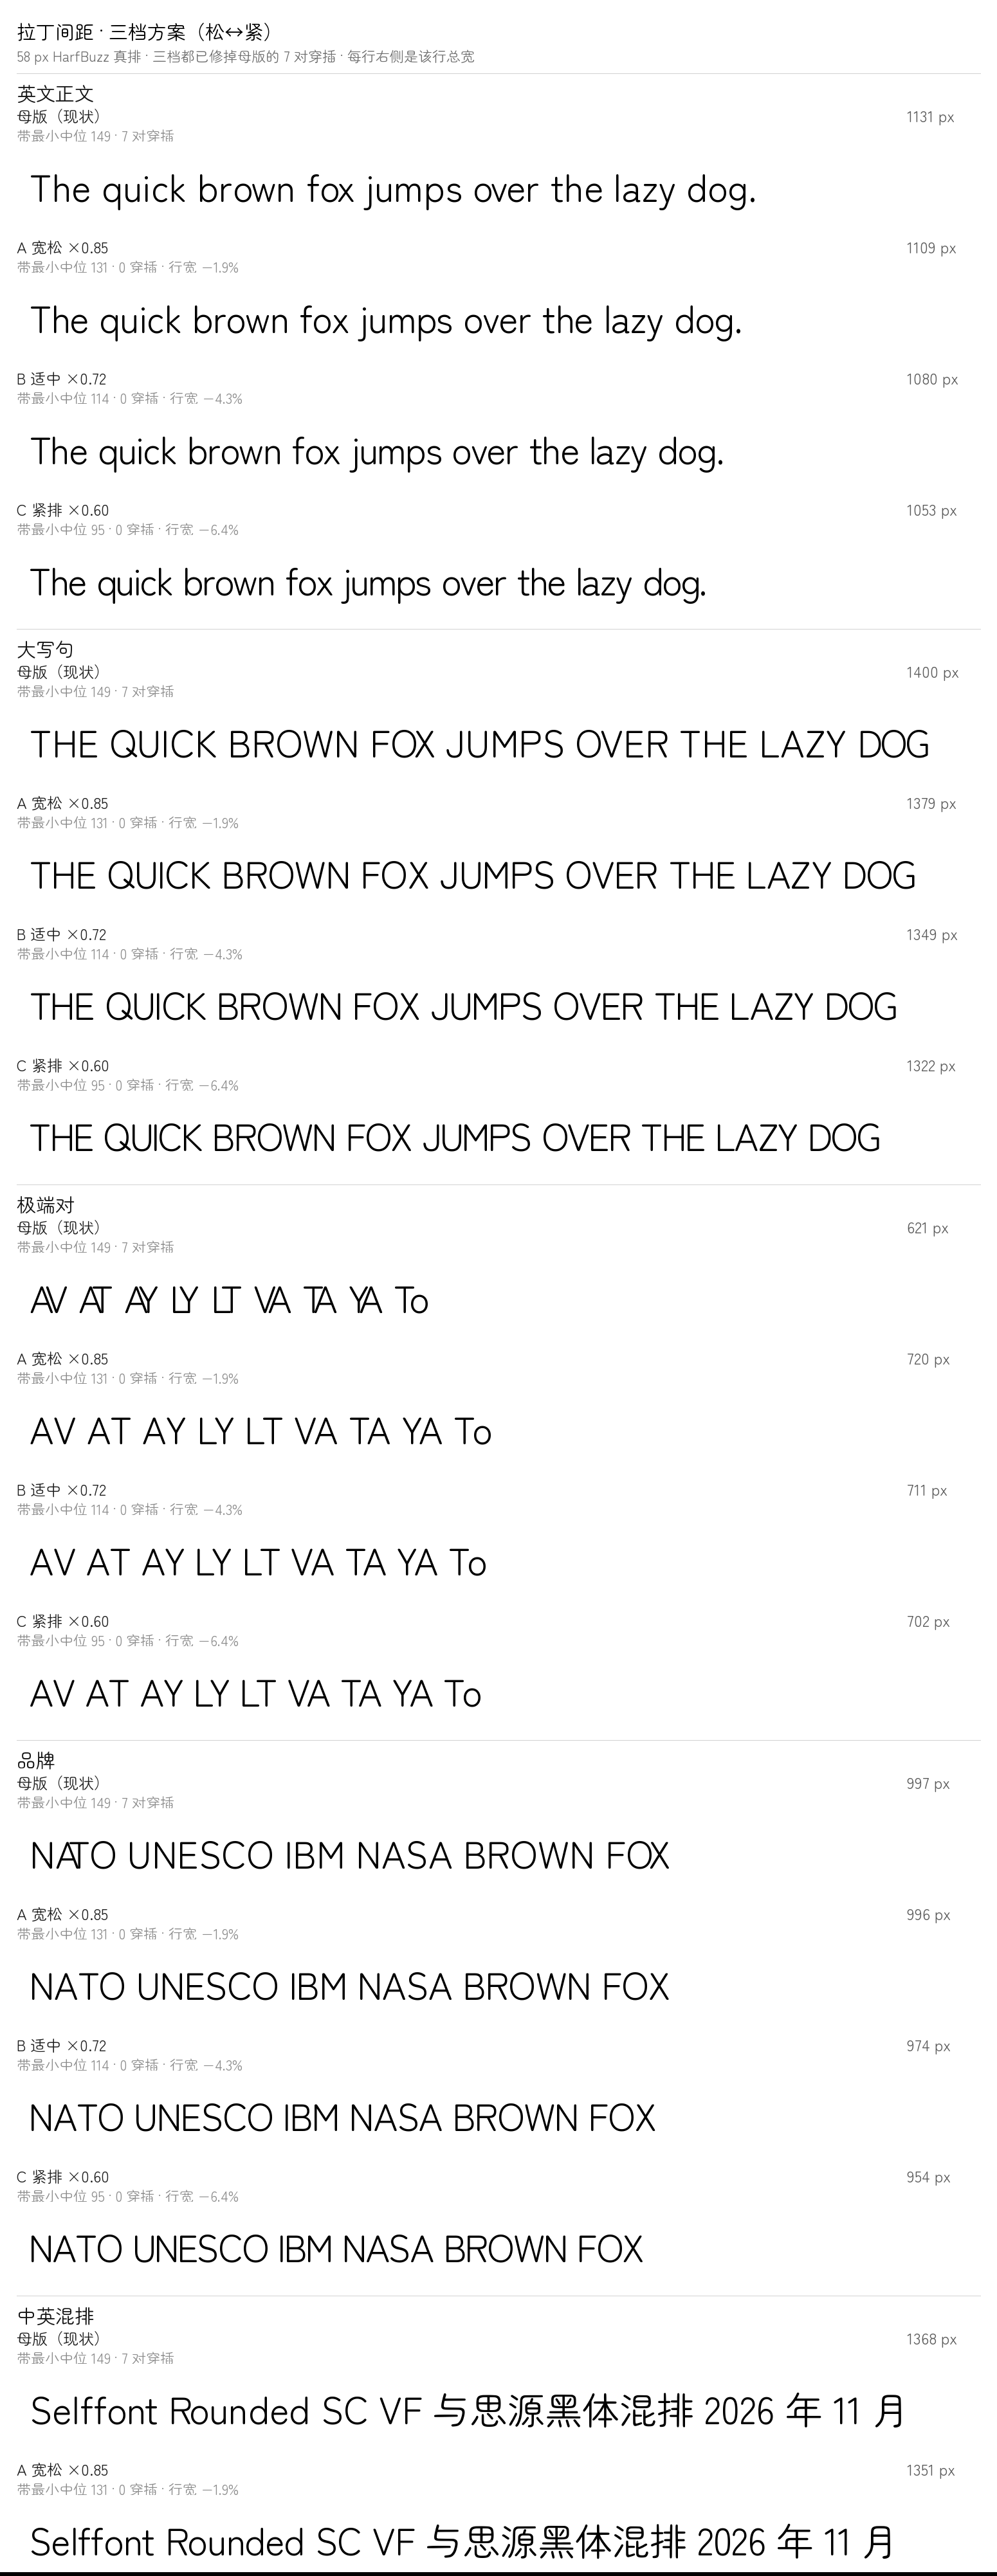 拉丁间距 · 三档方案（松↔紧）
58 px HarfBuzz 真排 · 三档都已修掉母版的 7 对穿插 · 每行右侧是该行总宽
英文正文
母版（现状） 1131 px
带最小中位 149 · 7 对穿插
The quick brown fox jumps over the lazy dog.
A 宽松 ×0.85 1109 px
带最小中位 131 · 0 穿插 · 行宽 −1.9%
The quick brown fox jumps over the lazy dog.
B 适中 ×0.72 1080 px
带最小中位 114 · 0 穿插 · 行宽 −4.3%
The quick brown fox jumps over the lazy dog.
C 紧排 ×0.60 1053 px
带最小中位 95 · 0 穿插 · 行宽 −6.4%
The quick brown fox jumps over the lazy dog.
大写句
母版（现状） 1400 px
带最小中位 149 · 7 对穿插
THE QUICK BROWN FOX JUMPS OVER THE LAZY DOG
A 宽松 ×0.85 1379 px
带最小中位 131 · 0 穿插 · 行宽 −1.9%
THE QUICK BROWN FOX JUMPS OVER THE LAZY DOG
B 适中 ×0.72 1349 px
带最小中位 114 · 0 穿插 · 行宽 −4.3%
THE QUICK BROWN FOX JUMPS OVER THE LAZY DOG
C 紧排 ×0.60 1322 px
带最小中位 95 · 0 穿插 · 行宽 −6.4%
THE QUICK BROWN FOX JUMPS OVER THE LAZY DOG
极端对
母版（现状） 621 px
带最小中位 149 · 7 对穿插
AV AT AY LY LT VA TA YA To
A 宽松 ×0.85 720 px
带最小中位 131 · 0 穿插 · 行宽 −1.9%
AV AT AY LY LT VA TA YA To
B 适中 ×0.72 711 px
带最小中位 114 · 0 穿插 · 行宽 −4.3%
AV AT AY LY LT VA TA YA To
C 紧排 ×0.60 702 px
带最小中位 95 · 0 穿插 · 行宽 −6.4%
AV AT AY LY LT VA TA YA To
品牌
母版（现状） 997 px
带最小中位 149 · 7 对穿插
NATO UNESCO IBM NASA BROWN FOX
A 宽松 ×0.85 996 px
带最小中位 131 · 0 穿插 · 行宽 −1.9%
NATO UNESCO IBM NASA BROWN FOX
B 适中 ×0.72 974 px
带最小中位 114 · 0 穿插 · 行宽 −4.3%
NATO UNESCO IBM NASA BROWN FOX
C 紧排 ×0.60 954 px
带最小中位 95 · 0 穿插 · 行宽 −6.4%
NATO UNESCO IBM NASA BROWN FOX
中英混排
母版（现状） 1368 px
带最小中位 149 · 7 对穿插
Selffont Rounded SC VF 与思源黑体混排 2026 年 11 月
A 宽松 ×0.85 1351 px
带最小中位 131 · 0 穿插 · 行宽 −1.9%
Selffont Rounded SC VF 与思源黑体混排 2026 年 11 月